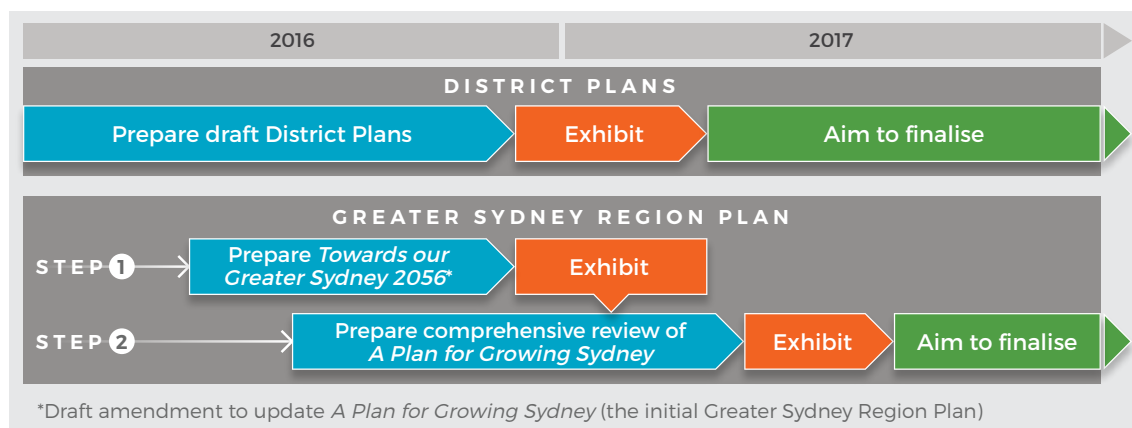 2016
2017
DISTRICT PLANS
Prepare draft District Plans
Exhibit
Aim to finalise
GREATER SYDNEY REGION PLAN
STEP 1
Prepare Towards our
Greater Sydney 2056*
Exhibit
STEP 2
Prepare comprehensive review of
A Plan for Growing Sydney
Exhibit
Aim to finalise
*Draft amendment to update A Plan for Growing Sydney (the initial Greater Sydney Region Plan)